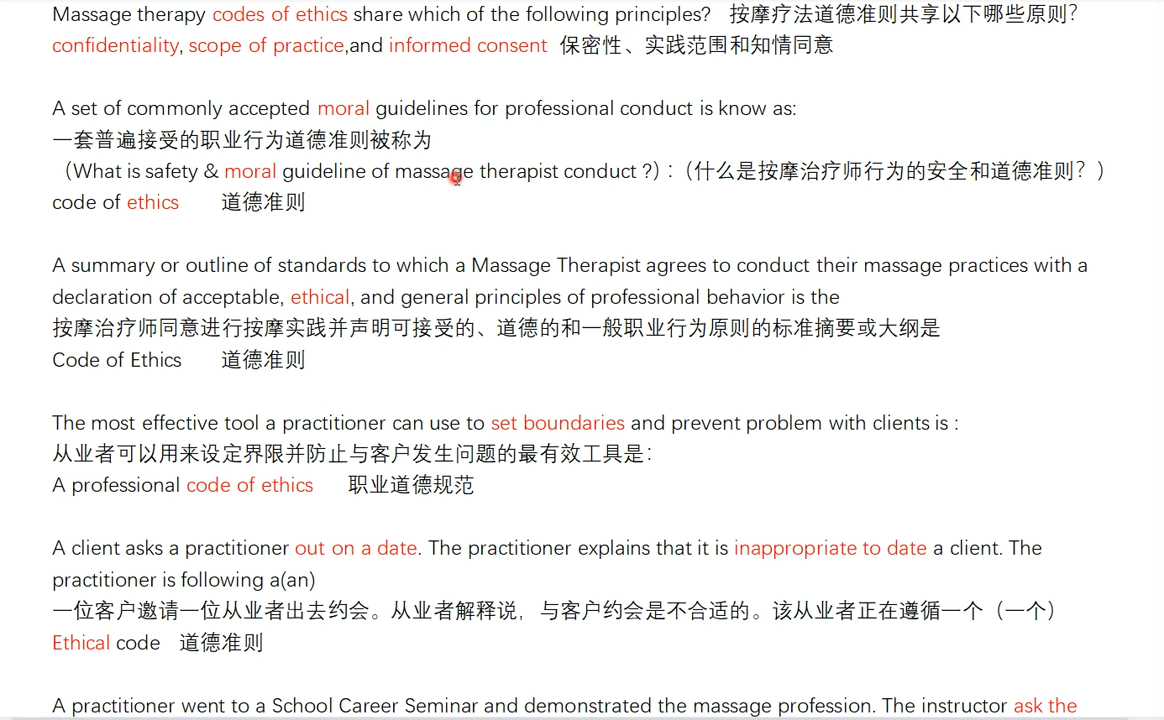 Massage therapy codes of ethics share which of the following principles? 按摩疗法道德准则共享以下哪些原则?
confidentiality, scope of practice,and informed consent 保密性、实践范围和知情同意
A set of commonly accepted moral guidelines for professional conduct is know as:
一套普遍接受的职业行为道德准则被称为
（What is safety & moral guideline of massage therapist conduct ?）:（什么是按摩治疗师行为的安全和道德准则? ）
code of ethics 道德准则
A summary or outline of standards to which a Massage Therapist agrees to conduct their massage practices with a
declaration of acceptable, ethical, and general principles of professional behavior is the
按摩治疗师同意进行按摩实践并声明可接受的、道德的和一般职业行为原则的标准摘要或大纲是
Code of Ethics 道德准则
The most effective tool a practitioner can use to set boundaries and prevent problem with clients is :
从业者可以用来设定界限并防止与客户发生问题的最有效工具是：
A professional code of ethics 职业道德规范
A client asks a practitioner out on a date. The practitioner explains that it is inappropriate to date a client. The
practitioner is following a(an)
一位客户邀请一位从业者出去约会。从业者解释说，与客户约会是不合适的。该从业者正在遵循一个（一个）
Ethical code 道德准则
A practitioner went to a School Career Seminar and demonstrated the massage profession. The instructor ask the